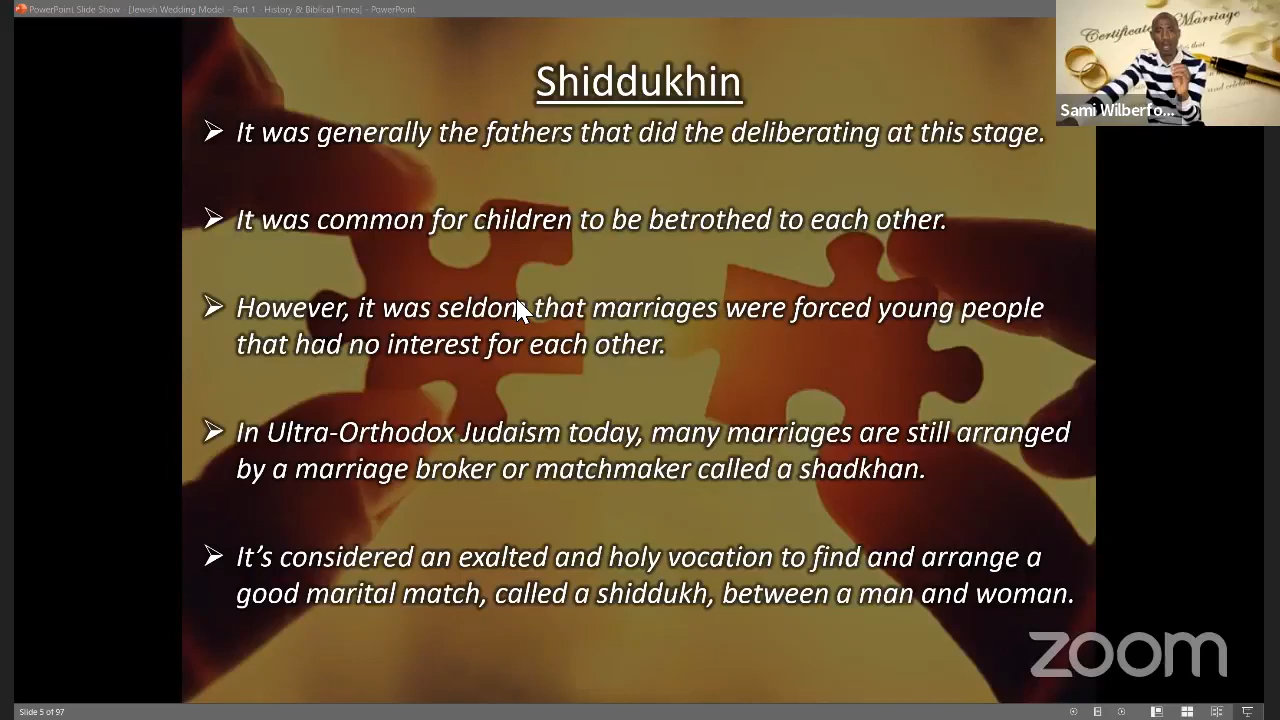 PowerPoint Slide Show - [Jewish Wedding Model - Part 1 - History & Biblical Times] - PowerPoint
Certificate Marriage
Sami Wilberfo...
Shiddukhin
➢ It was generally the fathers that did the deliberating at this stage.
➢ It was common for children to be betrothed to each other.
➢ However, it was seldom that marriages were forced young people
that had no interest for each other.
➢ In Ultra-Orthodox Judaism today, many marriages are still arranged
by a marriage broker or matchmaker called a shadkhan.
➢ It's considered an exalted and holy vocation to find and arrange a
good marital match, called a shiddukh, between a man and woman.
zoom
Slide 5 of 97